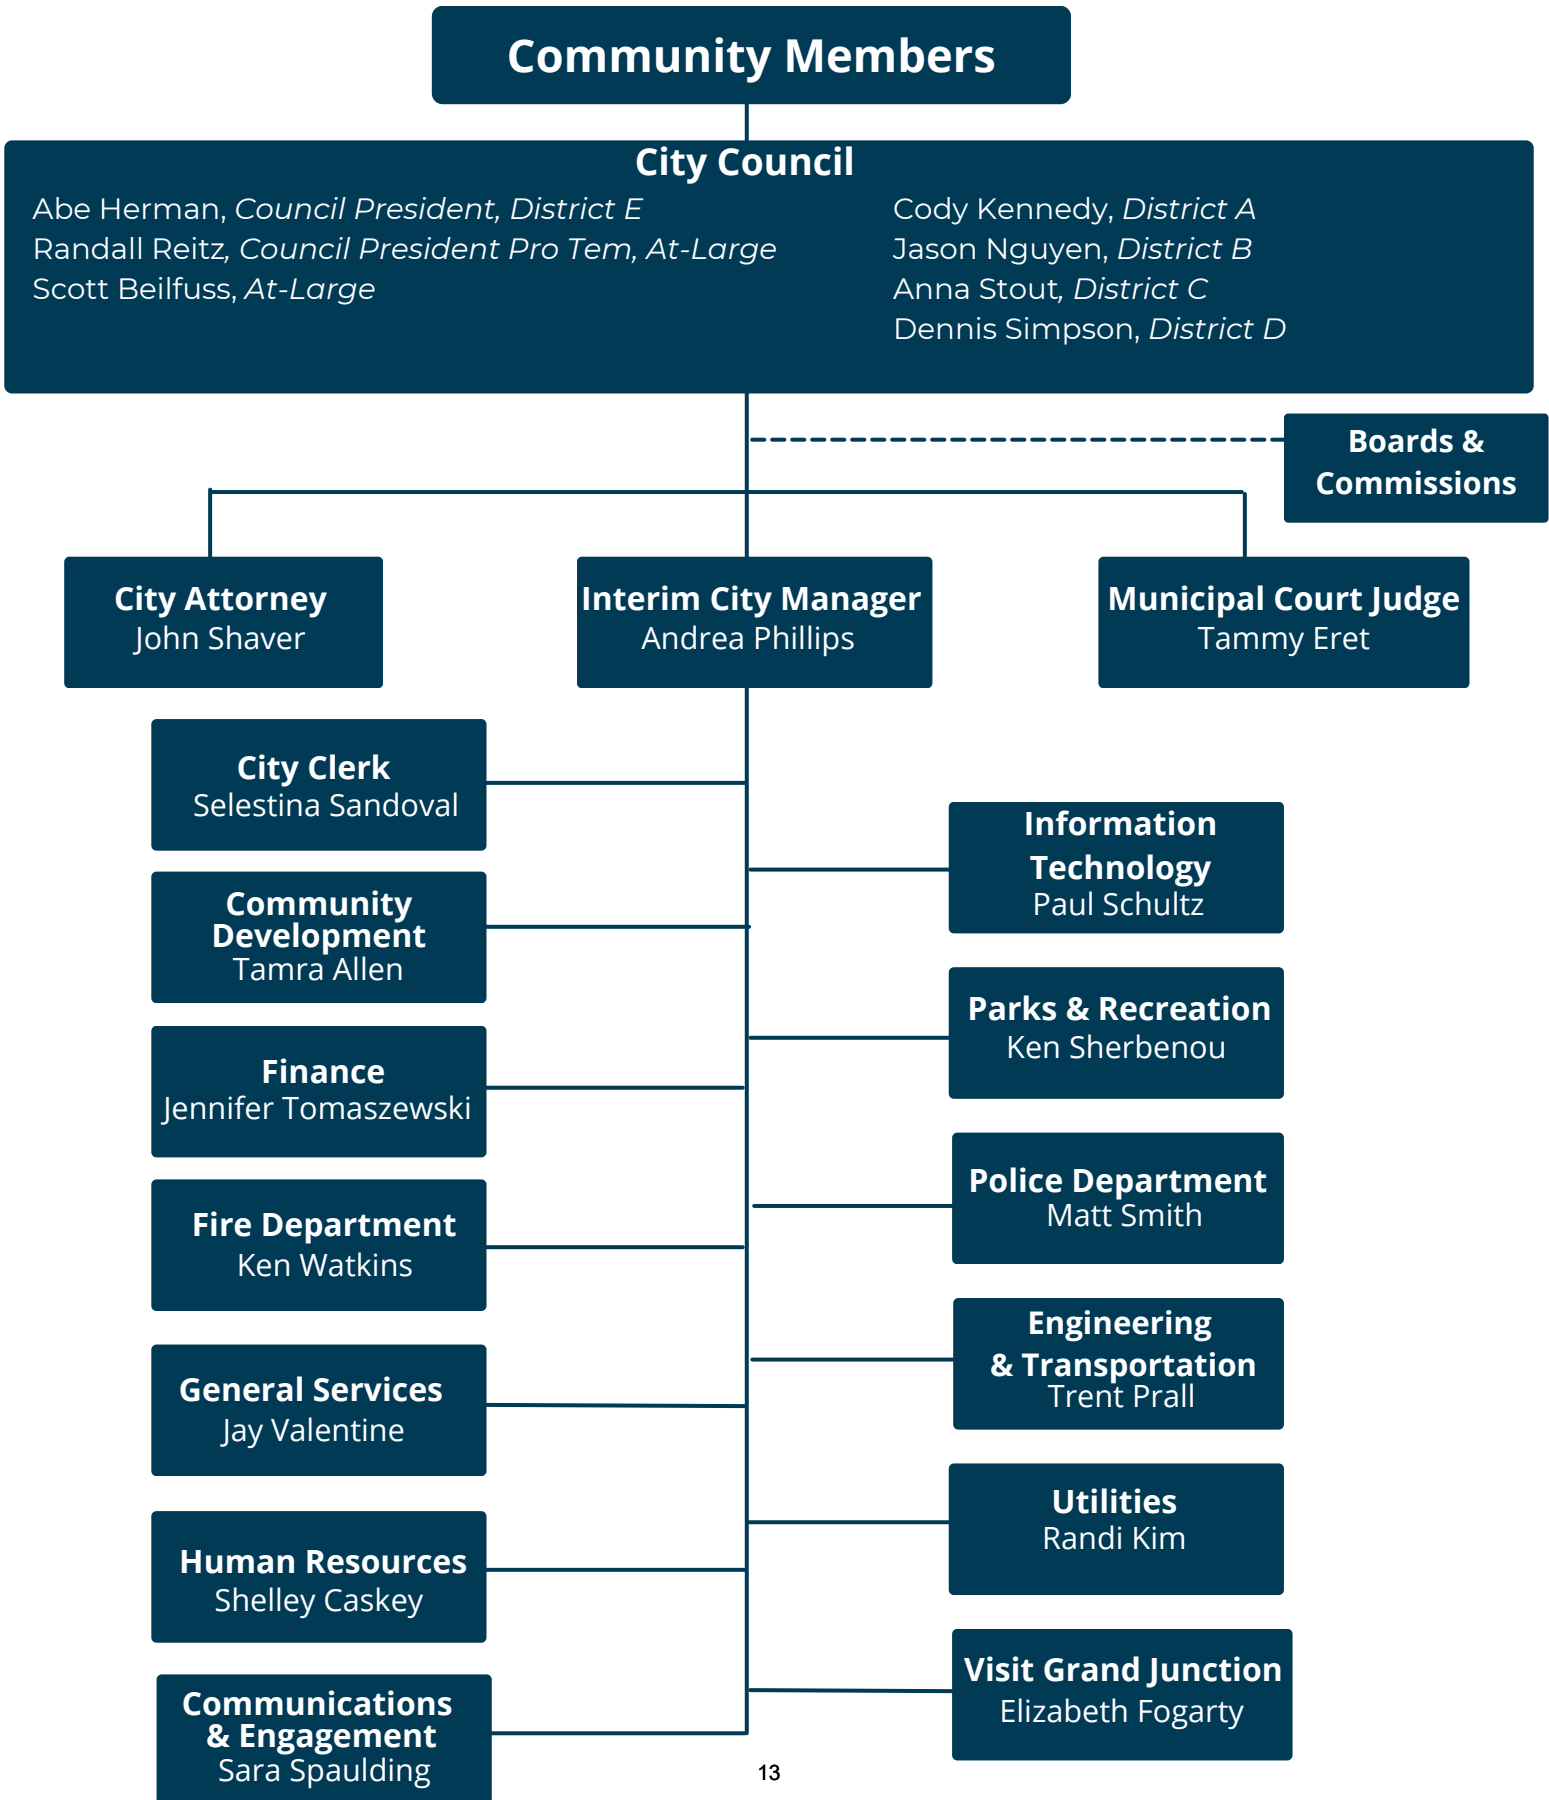 Community Members
City Council
Abe Herman, Council President, District E
Randall Reitz, Council President Pro Tem, At-Large
Scott Beilfuss, At-Large
Cody Kennedy, District A
Jason Nguyen, District B
Anna Stout, District C
Dennis Simpson, District D
Boards &
Commissions
City Attorney
John Shaver
Interim City Manager
Andrea Phillips
Municipal Court Judge
Tammy Eret
City Clerk
Selestina Sandoval
Community
Development
Tamra Allen
Finance
Jennifer Tomaszewski
Fire Department
Ken Watkins
General Services
Jay Valentine
Human Resources
Shelley Caskey
Communications
& Engagement
Sara Spaulding
Information
Technology
Paul Schultz
Parks & Recreation
Ken Sherbenou
Police Department
Matt Smith
Engineering
& Transportation
Trent Prall
Utilities
Randi Kim
Visit Grand Junction
Elizabeth Fogarty
13